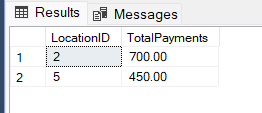 Results Messages
LocationID TotalPayments
1 2 700.00
2 5 450.00